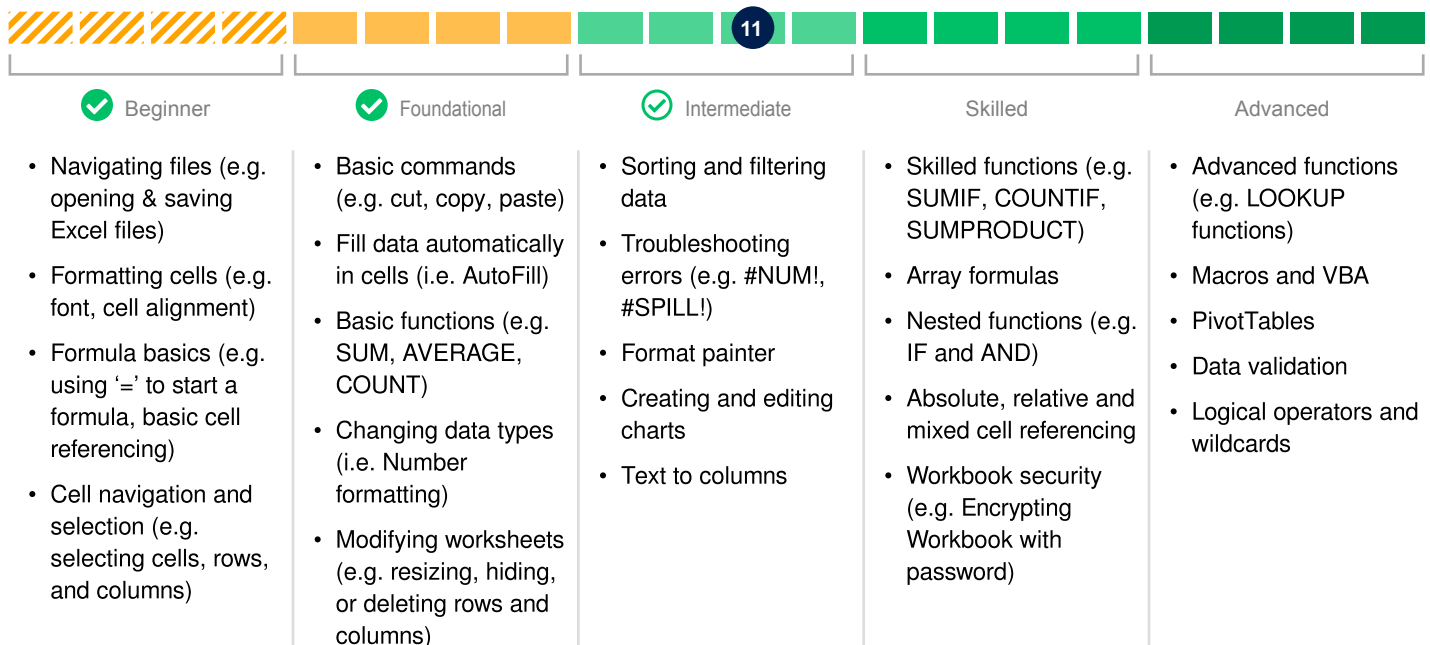 11
Beginner
• Navigating files (e.g.
opening & saving
Excel files)
• Formatting cells (e.g.
font, cell alignment)
• Formula basics (e.g.
using ‘=’ to start a
formula, basic cell
referencing)
• Cell navigation and
selection (e.g.
selecting cells, rows,
and columns)
Foundational
• Basic commands
(e.g. cut, copy, paste)
• Fill data automatically
in cells (i.e. AutoFill)
• Basic functions (e.g.
SUM, AVERAGE,
COUNT)
• Changing data types
(i.e. Number
formatting)
• Modifying worksheets
(e.g. resizing, hiding,
or deleting rows and
columns)
Intermediate
• Sorting and filtering
data
• Troubleshooting
errors (e.g. #NUM!,
#SPILL!)
• Format painter
• Creating and editing
charts
• Text to columns
Skilled
• Skilled functions (e.g.
SUMIF, COUNTIF,
SUMPRODUCT)
• Array formulas
• Nested functions (e.g.
IF and AND)
• Absolute, relative and
mixed cell referencing
• Workbook security
(e.g. Encrypting
Workbook with
password)
Advanced
• Advanced functions
(e.g. LOOKUP
functions)
• Macros and VBA
• PivotTables
• Data validation
• Logical operators and
wildcards